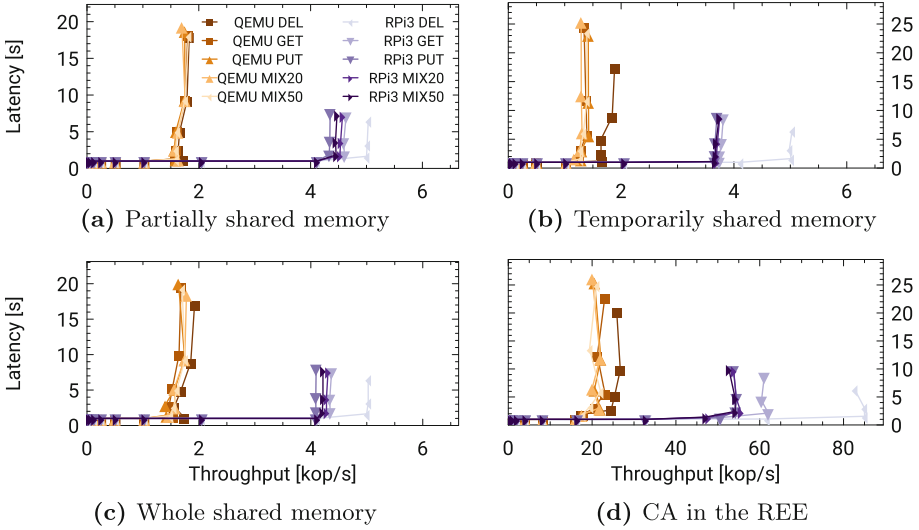 20
15
10
5
0
Latency [s]
QEMU DEL
QEMU GET
QEMU PUT
QEMU MIX20
QEMU MIX50
RPi3 DEL
RPi3 GET
RPi3 PUT
RPi3 MIX20
RPi3 MIX50
0 2 4 6
(a) Partially shared memory
25
20
15
10
5
0
0 2 4 6
(b) Temporarily shared memory
20
15
10
5
0
Latency [s]
0 2 4 6
Throughput [kop/s]
(c) Whole shared memory
25
20
15
10
5
0
0 20 40 60 80
Throughput [kop/s]
(d) CA in the REE